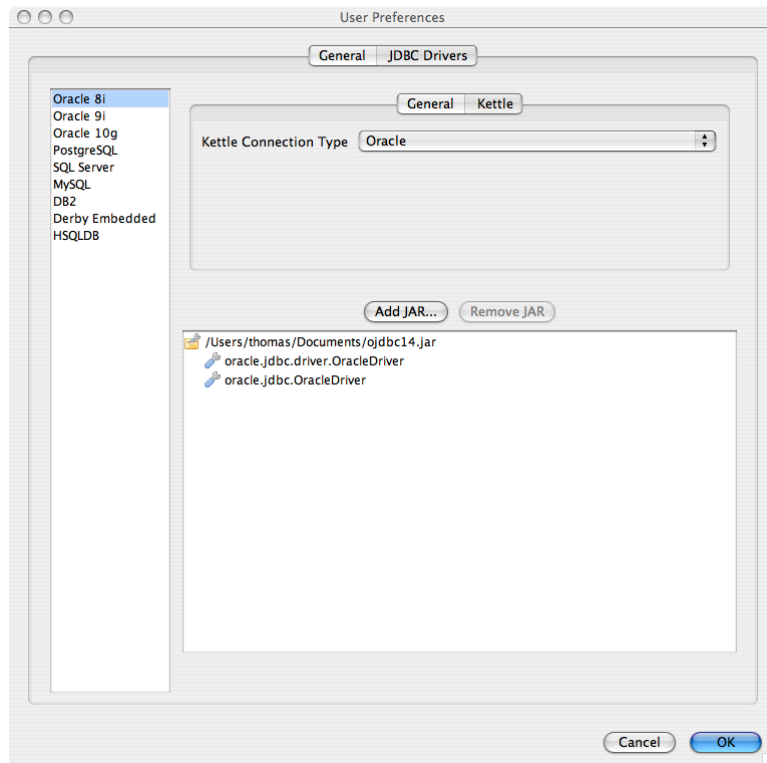 User Preferences
General JDBC Drivers
Oracle 8i
Oracle 9i
Oracle 10g
PostgreSQL
SQL Server
MySQL
DB2
Derby Embedded
HSQLDB
General Kettle
Kettle Connection Type Oracle
Add JAR... Remove JAR
/Users/thomas/Documents/ojdbc14.jar
oracle.jdbc.driver.OracleDriver
oracle.jdbc.OracleDriver
Cancel OK